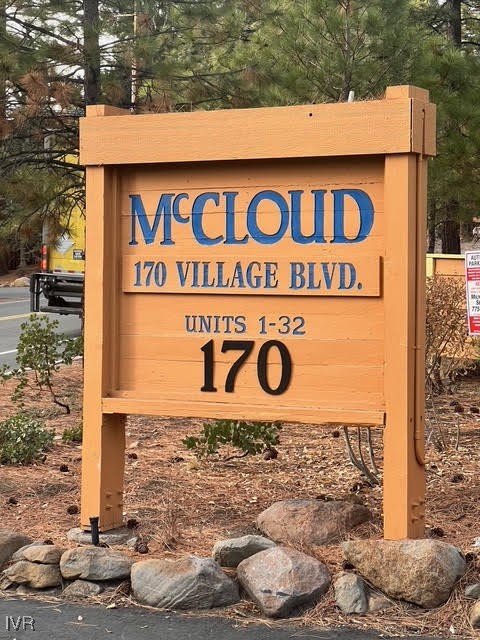 McCLOUD
170 VILLAGE BLVD.
UNITS 1-32
170
IVR